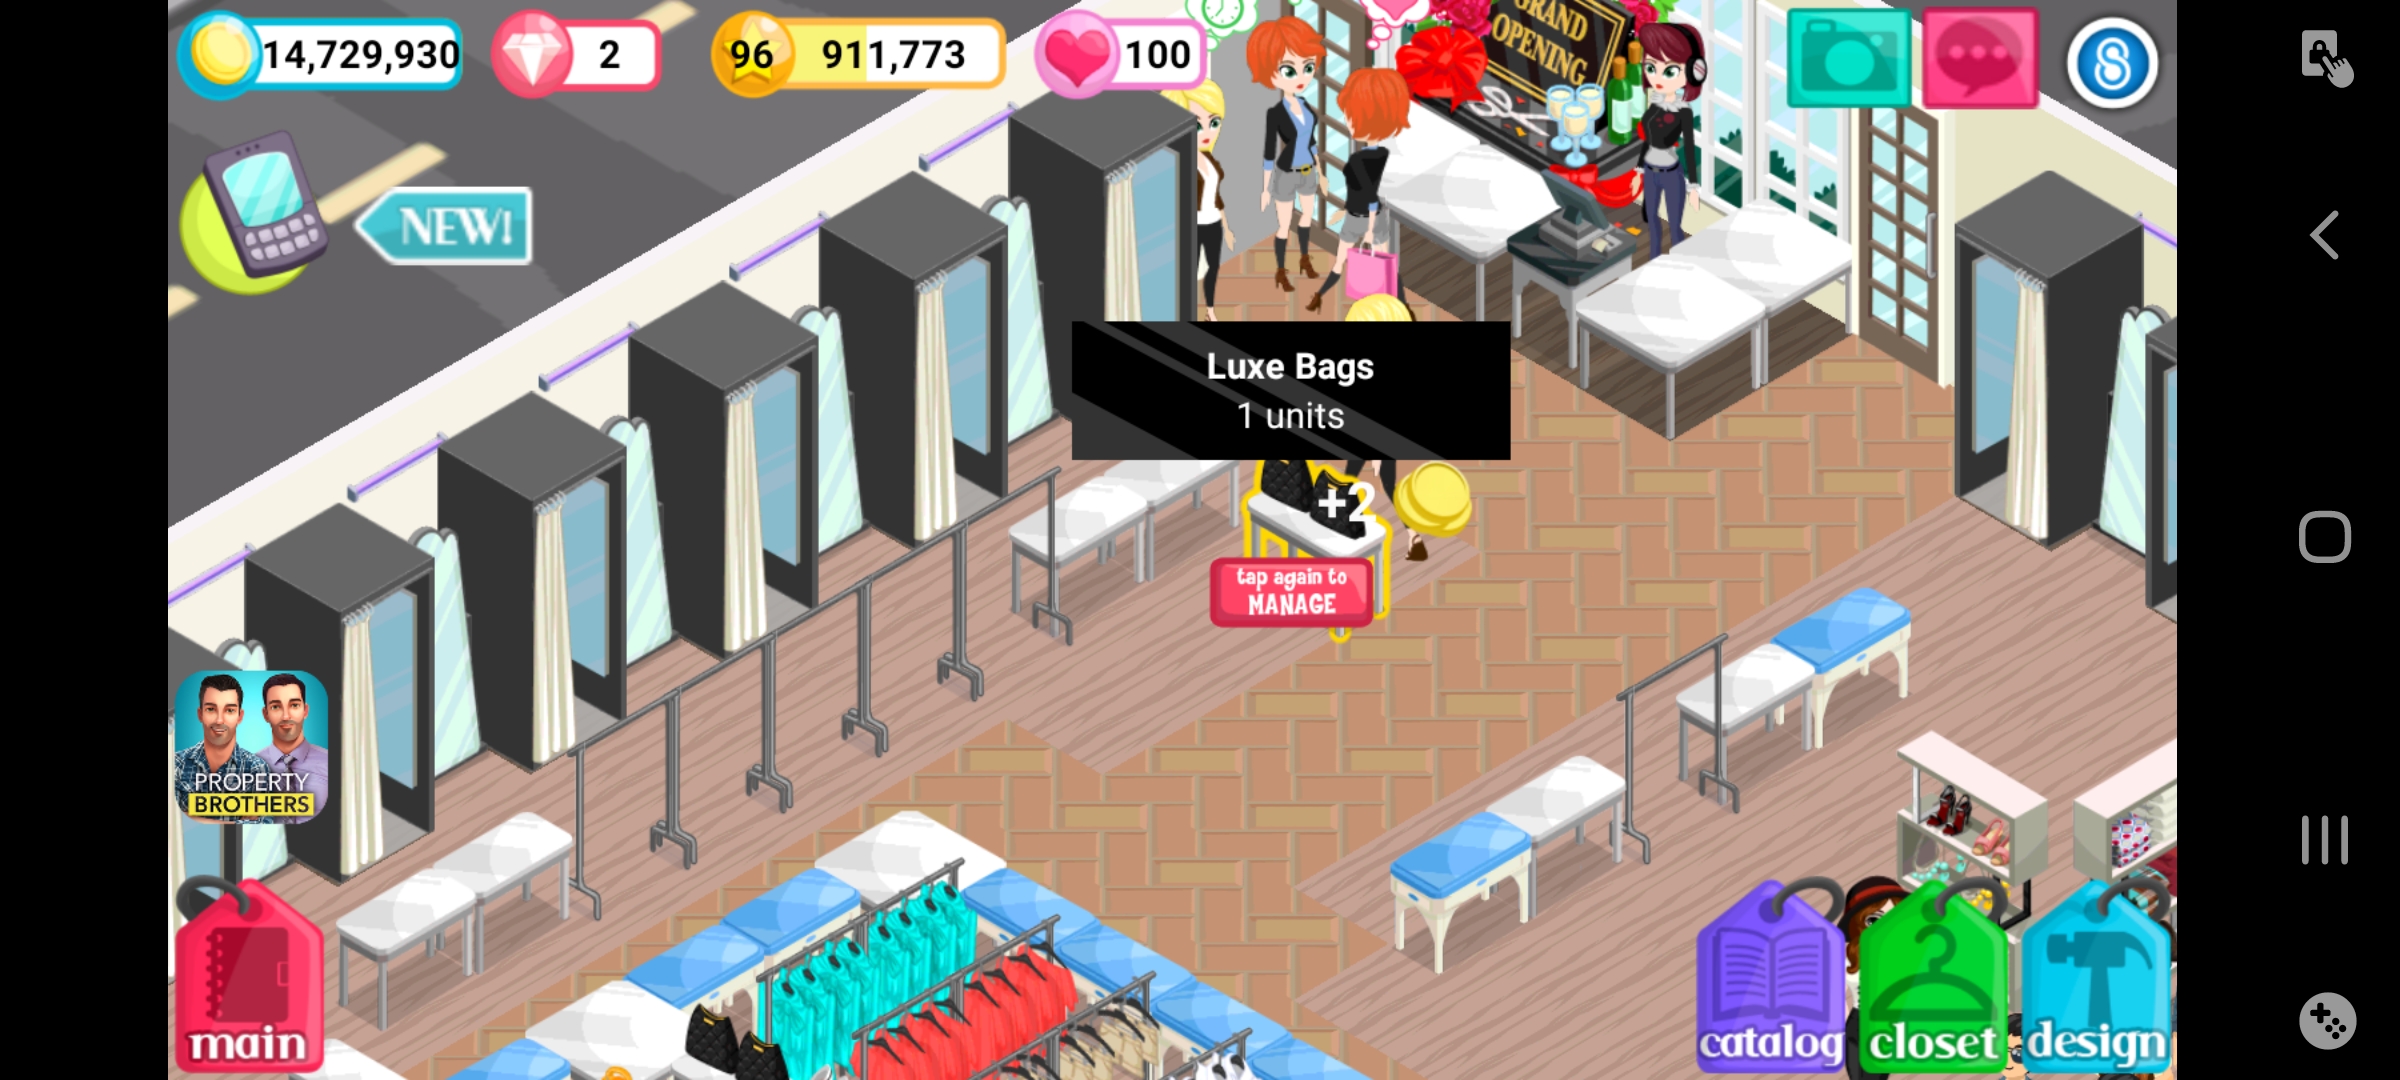 14,729,930
2
96
911,773
100
GRAND
OPENING
NEW!
Luxe Bags
1 units
+2
tap again to
MANAGE
PROPERTY
BROTHERS
main
catalog
closet
design